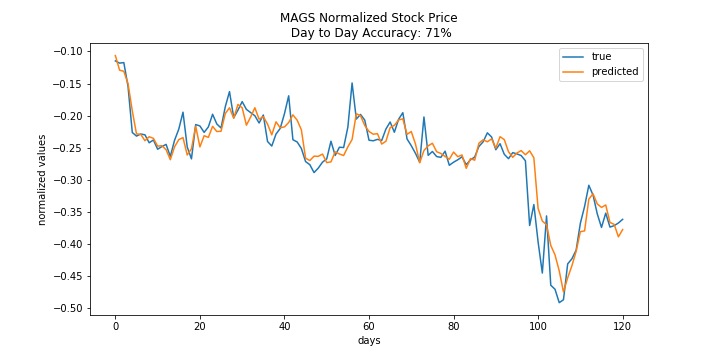 MAGS Normalized Stock Price
Day to Day Accuracy: 71%
true
predicted
normalized values
−0.10
−0.15
−0.20
−0.25
−0.30
−0.35
−0.40
−0.45
−0.50
0
20
40
60
80
100
120
days